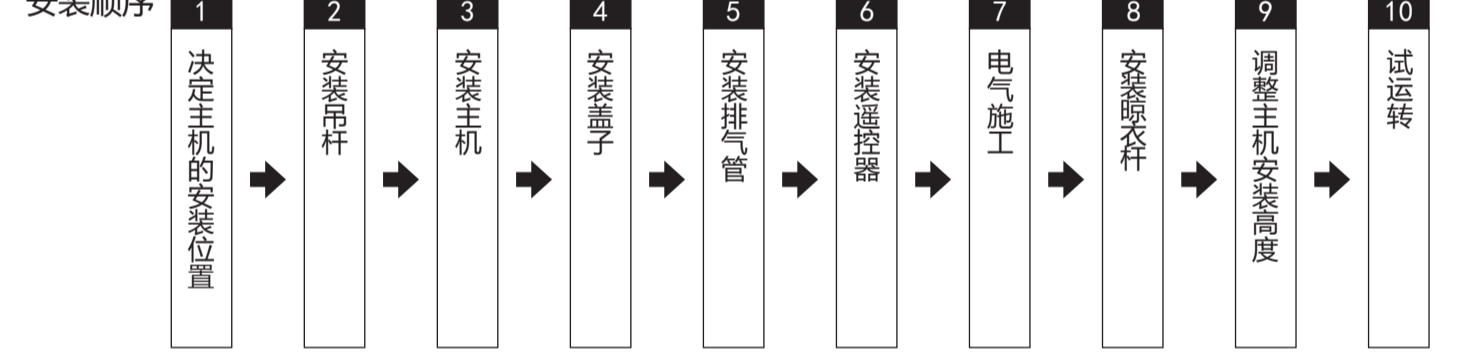 安装顺序
1
决定主机的安装位置
2
安装吊杆
3
安装主机
4
安装盖子
5
安装排气管
6
安装遥控器
7
电气施工
8
安装晾衣杆
9
调整主机安装高度
10
试运转